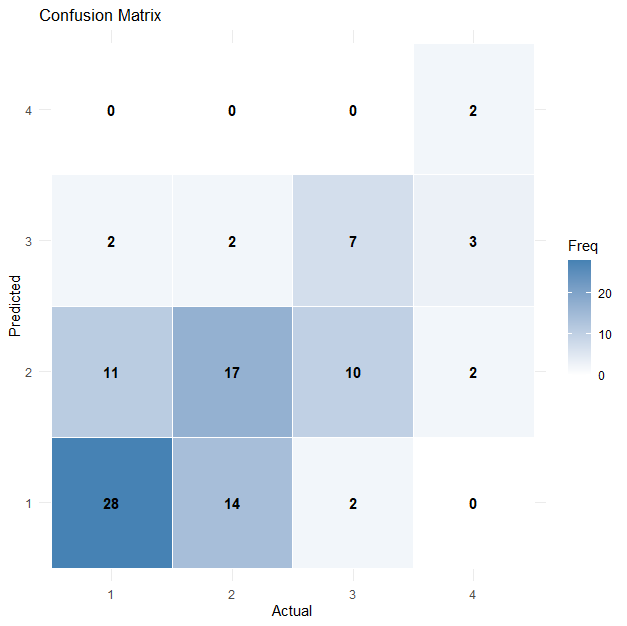 Confusion Matrix
Predicted
4 0 0 0 2
3 2 2 7 3
2 11 17 10 2
1 28 14 2 0
1 2 3 4
Actual
Freq
20
10
0